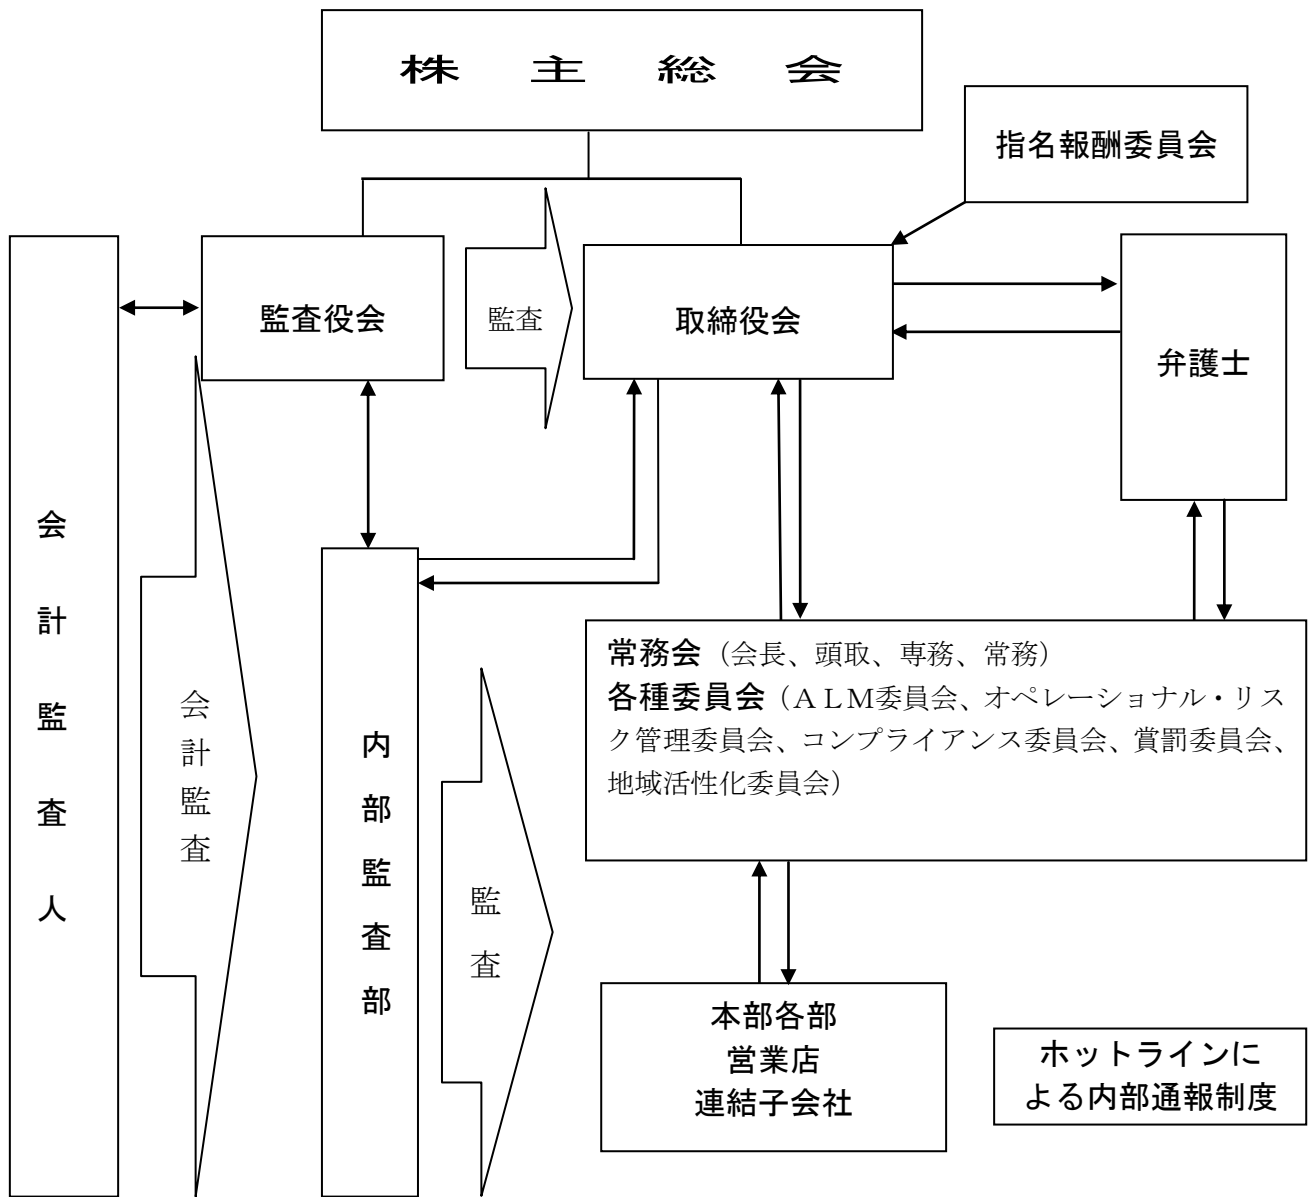 株主総会
指名報酬委員会
監査役会
監査
取締役会
弁護士
会計監査人
会計監査
内部監査部
監査
常務会（会長、頭取、専務、常務）
各種委員会（ＡＬＭ委員会、オペレーショナル・リス
ク管理委員会、コンプライアンス委員会、賞罰委員会、
地域活性化委員会）
本部各部
営業店
連結子会社
ホットラインに
よる内部通報制度